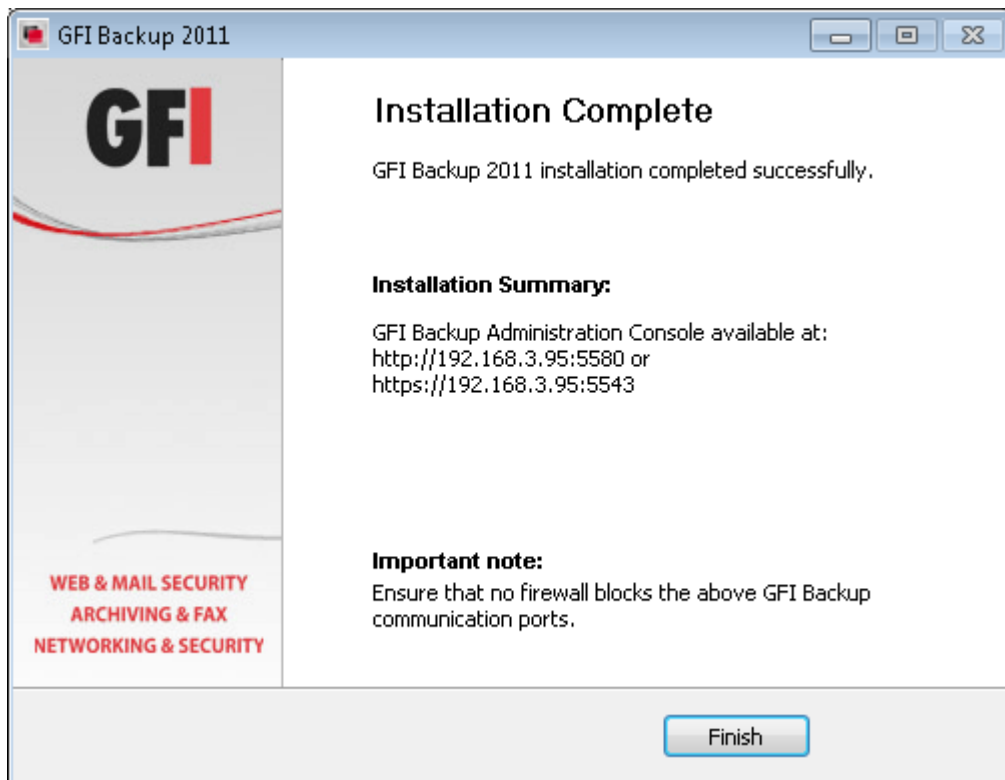 GFI Backup 2011
GFI
Installation Complete
GFI Backup 2011 installation completed successfully.
Installation Summary:
GFI Backup Administration Console available at:
http://192.168.3.95:5580 or
https://192.168.3.95:5543
Important note:
Ensure that no firewall blocks the above GFI Backup
communication ports.
WEB & MAIL SECURITY
ARCHIVING & FAX
NETWORKING & SECURITY
Finish